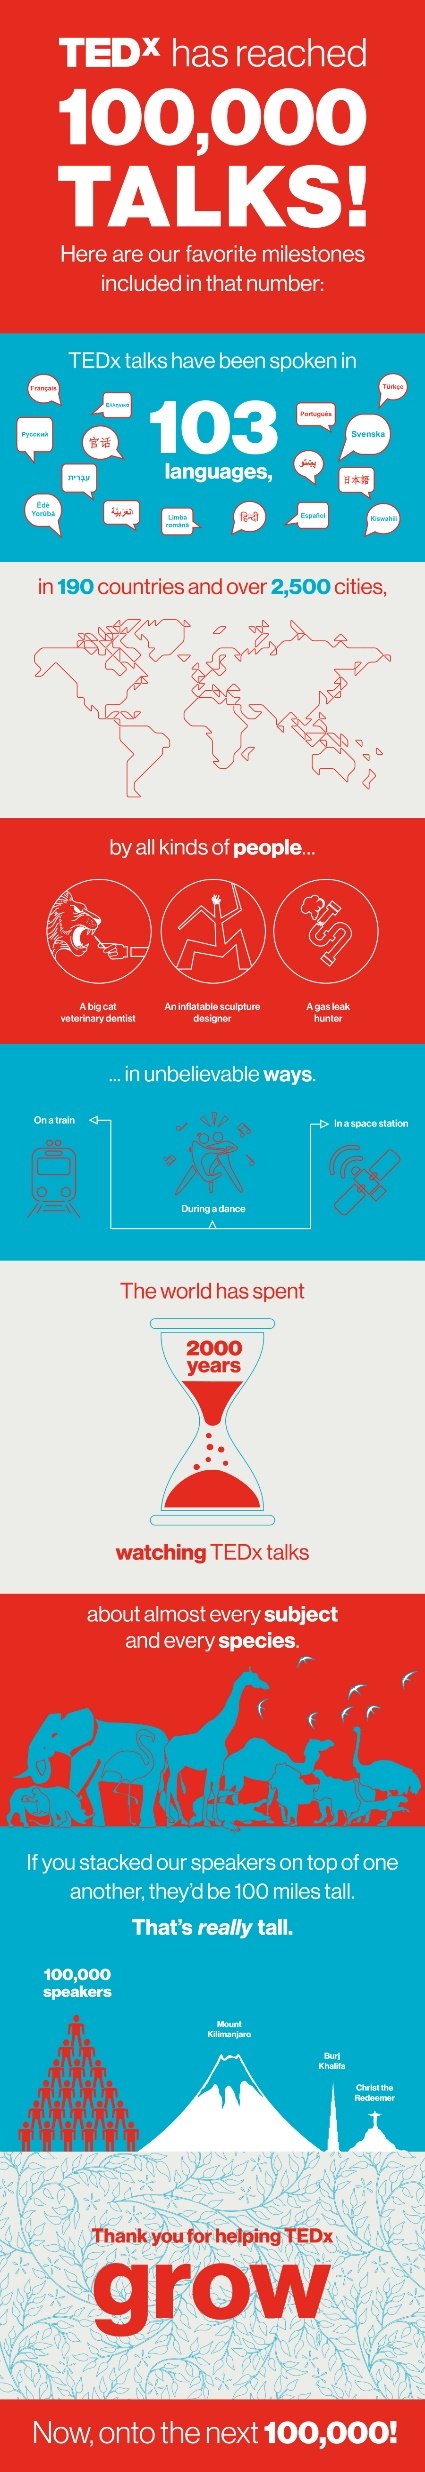 TEDx has reached
100,000
TALKS!
Here are our favorite milestones
included in that number:
TEDx talks have been spoken in
Français
Ελληνικά
Русский
官话
עברית
Èdè
Yorùbá
العَرَبِيَّة
Limba
română
103
languages,
Türkçe
Português
Svenska
پښتو
日本語
हिन्दी
Español
Kiswahili
in 190 countries and over 2,500 cities,
by all kinds of people...
A big cat
veterinary dentist
An inflatable sculpture
designer
A gas leak
hunter
... in unbelievable ways.
On a train
In a space station
During a dance
The world has spent
2000
years
watching TEDx talks
about almost every subject
and every species.
If you stacked our speakers on top of one
another, they’d be 100 miles tall.
That’s really tall.
100,000
speakers
Mount
Kilimanjaro
Burj
Khalifa
Christ the
Redeemer
Thank you for helping TEDx
grow
Now, onto the next 100,000!